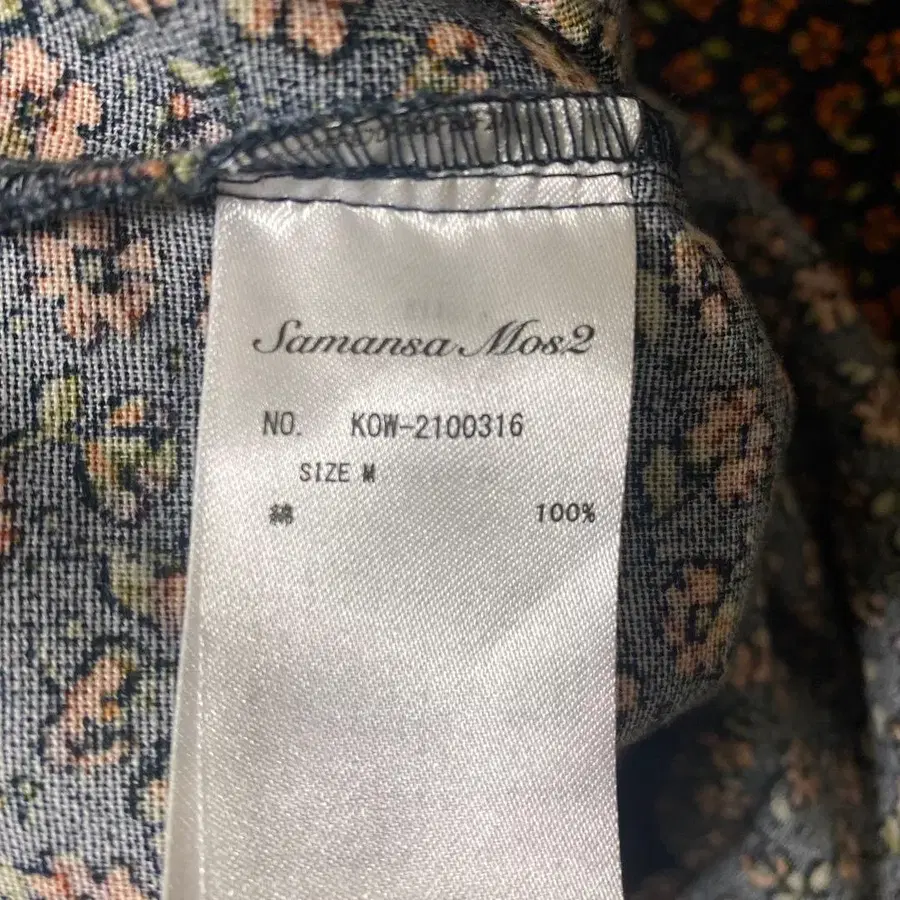 Samansa Mos2
NO. KOW-2100316
SIZE M
綿 100%